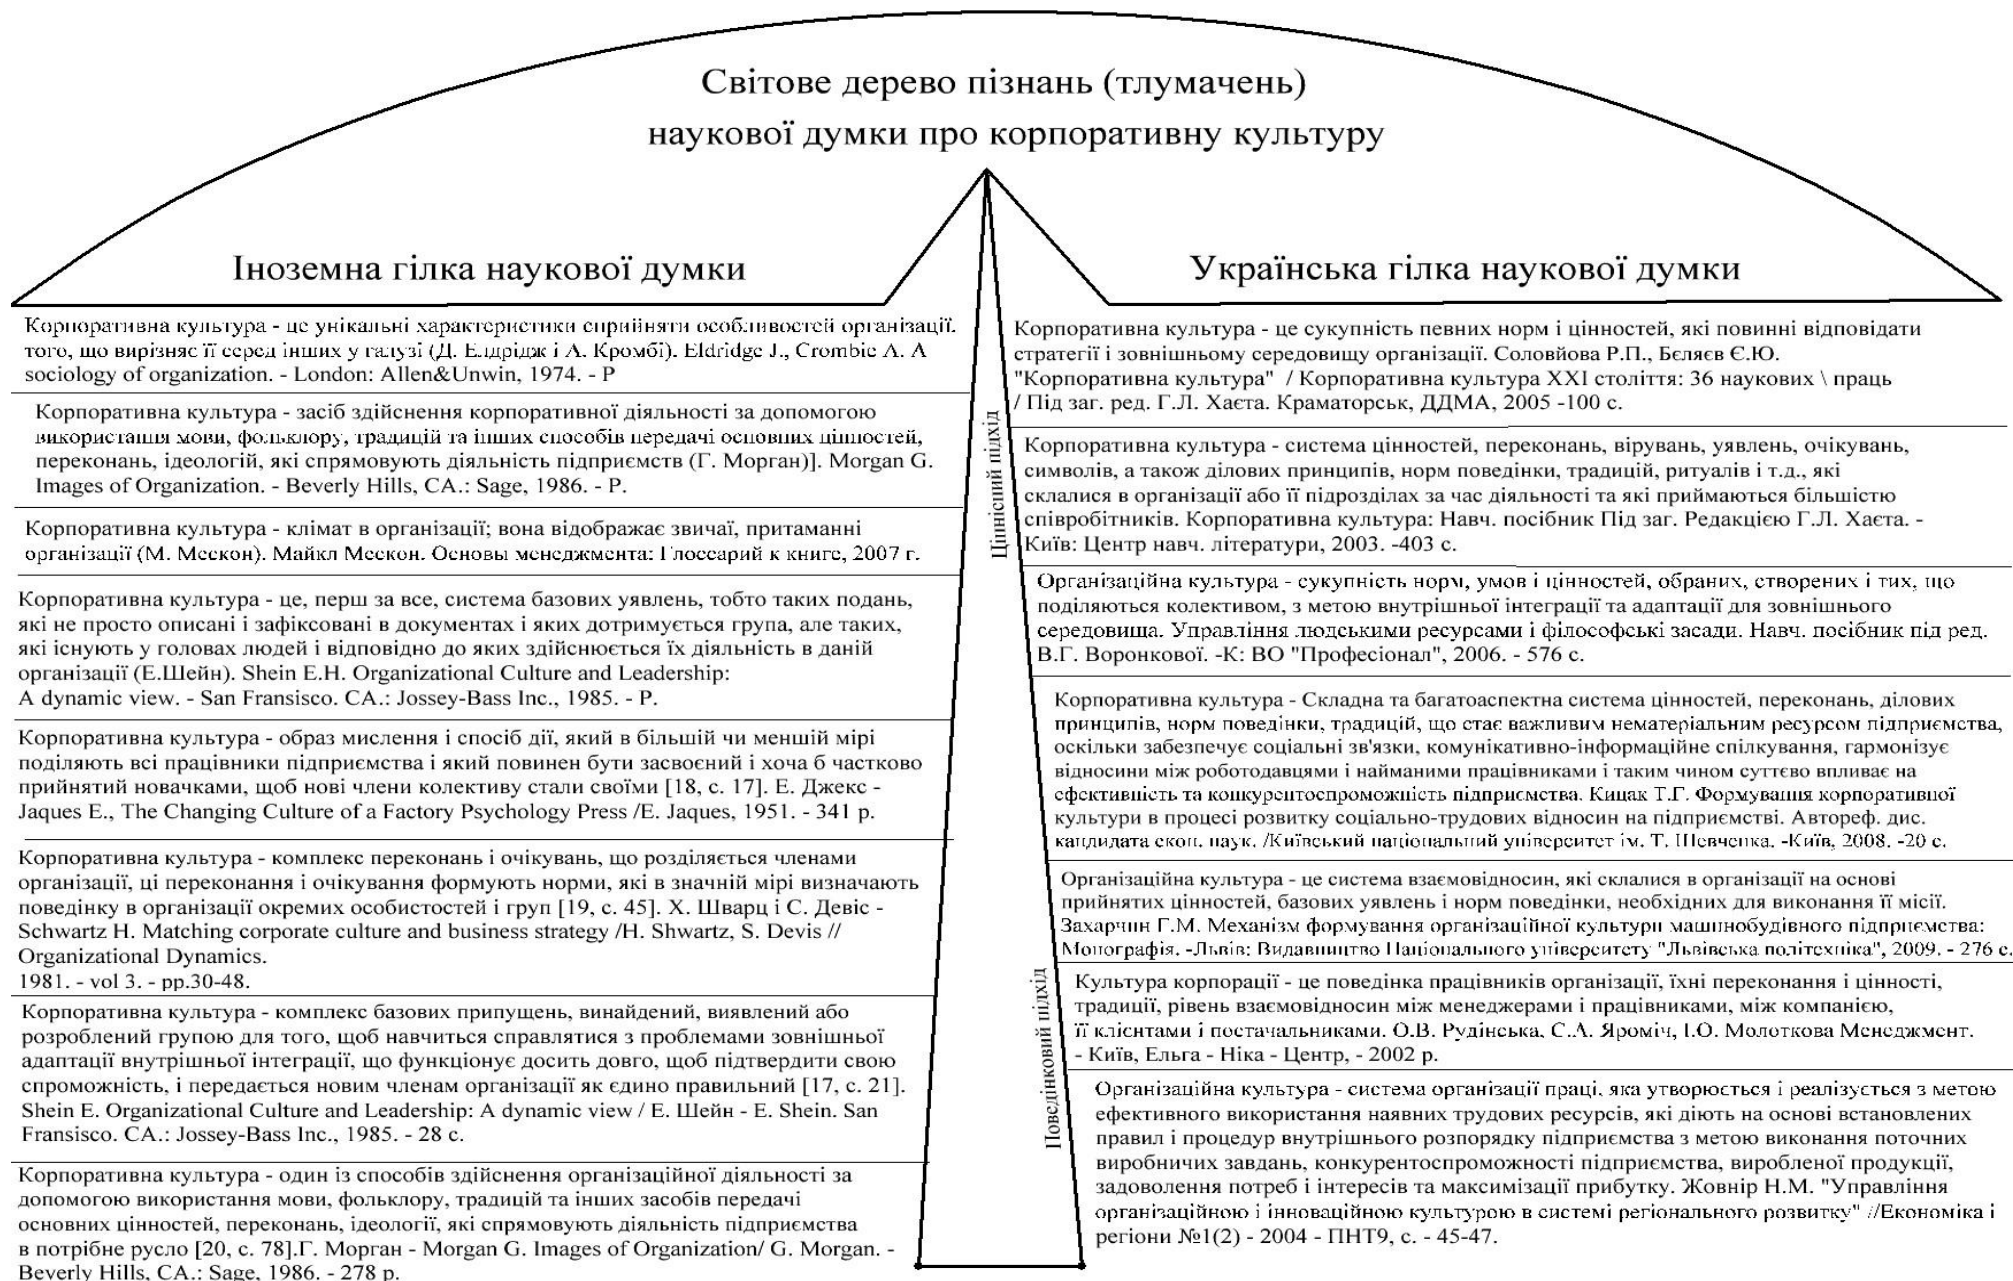 Світове дерево пізнань (тлумачень)
наукової думки про корпоративну культуру
Іноземна гілка наукової думки
Корпоративна культура - це унікальні характеристики сприйняти особливостей організації.
того, що вирізняє її серед інших у галузі (Д. Елдрідж і А. Кромбі). Eldridge J., Crombie A. A
sociology of organization. - London: Allen&Unwin, 1974. - P
Корпоративна культура - засіб здійснення корпоративної діяльності за допомогою
використання мови, фольклору, традицій та інших способів передачі основних цінностей,
переконань, ідеологій, які спрямовують діяльність підприємств (Г. Морган)]. Morgan G.
Images of Organization. - Beverly Hills, CA.: Sage, 1986. - P.
Корпоративна культура - клімат в організації; вона відображає звичаї, притаманні
організації (М. Мескон). Майкл Мескон. Основы менеджмента: Глоссарий к книге, 2007 г.
Корпоративна культура - це, перш за все, система базових уявлень, тобто таких подань,
які не просто описані і зафіксовані в документах і яких дотримується група, але таких,
які існують у головах людей і відповідно до яких здійснюється їх діяльність в даній
організації (Е.Шейн). Shein E.H. Organizational Culture and Leadership:
A dynamic view. - San Fransisco. CA.: Jossey-Bass Inc., 1985. - P.
Корпоративна культура - образ мислення і спосіб дії, який в більшій чи меншій мірі
поділяють всі працівники підприємства і який повинен бути засвоєний і хоча б частково
прийнятий новачками, щоб нові члени колективу стали своїми [18, с. 17]. Е. Джекс -
Jaques E., The Changing Culture of a Factory Psychology Press /E. Jaques, 1951. - 341 p.
Корпоративна культура - комплекс переконань і очікувань, що розділяється членами
організації, ці переконання і очікування формують норми, які в значній мірі визначають
поведінку в організації окремих особистостей і груп [19, с. 45]. Х. Шварц і С. Девіс -
Schwartz H. Matching corporate culture and business strategy /H. Shwartz, S. Devis //
Organizational Dynamics.
1981. - vol 3. - pp.30-48.
Корпоративна культура - комплекс базових припущень, винайдений, виявлений або
розроблений групою для того, щоб навчиться справлятися з проблемами зовнішньої
адаптації внутрішньої інтеграції, що функціонує досить довго, щоб підтвердити свою
спроможність, і передається новим членам організації як єдино правильний [17, с. 21].
Shein E. Organizational Culture and Leadership: A dynamic view / Е. Шейн - E. Shein. San
Fransisco. CA.: Jossey-Bass Inc., 1985. - 28 c.
Корпоративна культура - один із способів здійснення організаційної діяльності за
допомогою використання мови, фольклору, традицій та інших засобів передачі
основних цінностей, переконань, ідеології, які спрямовують діяльність підприємства
в потрібне русло [20, с. 78].Г. Морган - Morgan G. Images of Organization/ G. Morgan. -
Beverly Hills, CA.: Sage, 1986. - 278 p.
Ціннісний підхід
Поведінковий підхід
Українська гілка наукової думки
Корпоративна культура - це сукупність певних норм і цінностей, які повинні відповідати
стратегії і зовнішньому середовищу організації. Соловйова Р.П., Бєляєв Є.Ю.
"Корпоративна культура" / Корпоративна культура XXI століття: 36 наукових \ праць
/ Під заг. ред. Г.Л. Хаєта. Краматорськ, ДДМА, 2005 -100 с.
Корпоративна культура - система цінностей, переконань, вірувань, уявлень, очікувань,
символів, а також ділових принципів, норм поведінки, традицій, ритуалів і т.д., які
склалися в організації або її підрозділах за час діяльності та які приймаються більшістю
співробітників. Корпоративна культура: Навч. посібник Під заг. Редакцією Г.Л. Хаєта. -
Київ: Центр навч. літератури, 2003. -403 с.
Організаційна культура - сукупність норм, умов і цінностей, обраних, створених і тих, що
поділяються колективом, з метою внутрішньої інтеграції та адаптації для зовнішнього
середовища. Управління людськими ресурсами і філософські засади. Навч. посібник під ред.
В.Г. Воронкової. -К: ВО "Професіонал", 2006. - 576 с.
Корпоративна культура - Складна та багатоаспектна система цінностей, переконань, ділових
принципів, норм поведінки, традицій, що стає важливим нематеріальним ресурсом підприємства,
оскільки забезпечує соціальні зв'язки, комунікативно-інформаційне спілкування, гармонізує
відносини між роботодавцями і найманими працівниками і таким чином суттєво впливає на
ефективність та конкурентоспроможність підприємства. Кицак Т.Г. Формування корпоративної
культури в процесі розвитку соціально-трудових відносин на підприємстві. Автореф. дис.
кандидата екон. наук. /Київський національний університет ім. Т. Шевченка. -Київ, 2008. -20 с.
Організаційна культура - це система взаємовідносин, які склалися в організації на основі
прийнятих цінностей, базових уявлень і норм поведінки, необхідних для виконання її місії.
Захарчин Г.М. Механізм формування організаційної культури машинобудівного підприємства:
Монографія. -Львів: Видавництво Національного університету "Львівська політехніка", 2009. - 276 с.
Культура корпорації - це поведінка працівників організації, їхні переконання і цінності,
традиції, рівень взаємовідносин між менеджерами і працівниками, між компанією,
її клієнтами і постачальниками. О.В. Рудінська, С.А. Яроміч, І.О. Молоткова Менеджмент.
- Київ, Ельга - Ніка - Центр, - 2002 р.
Організаційна культура - система організації праці, яка утворюється і реалізується з метою
ефективного використання наявних трудових ресурсів, які діють на основі встановлених
правил і процедур внутрішнього розпорядку підприємства з метою виконання поточних
виробничих завдань, конкурентоспроможності підприємства, виробленої продукції,
задоволення потреб і інтересів та максимізації прибутку. Жовнір Н.М. "Управління
організаційною і інноваційною культурою в системі регіонального розвитку" //Економіка і
регіони №1(2) - 2004 - ПНТ9, с. - 45-47.